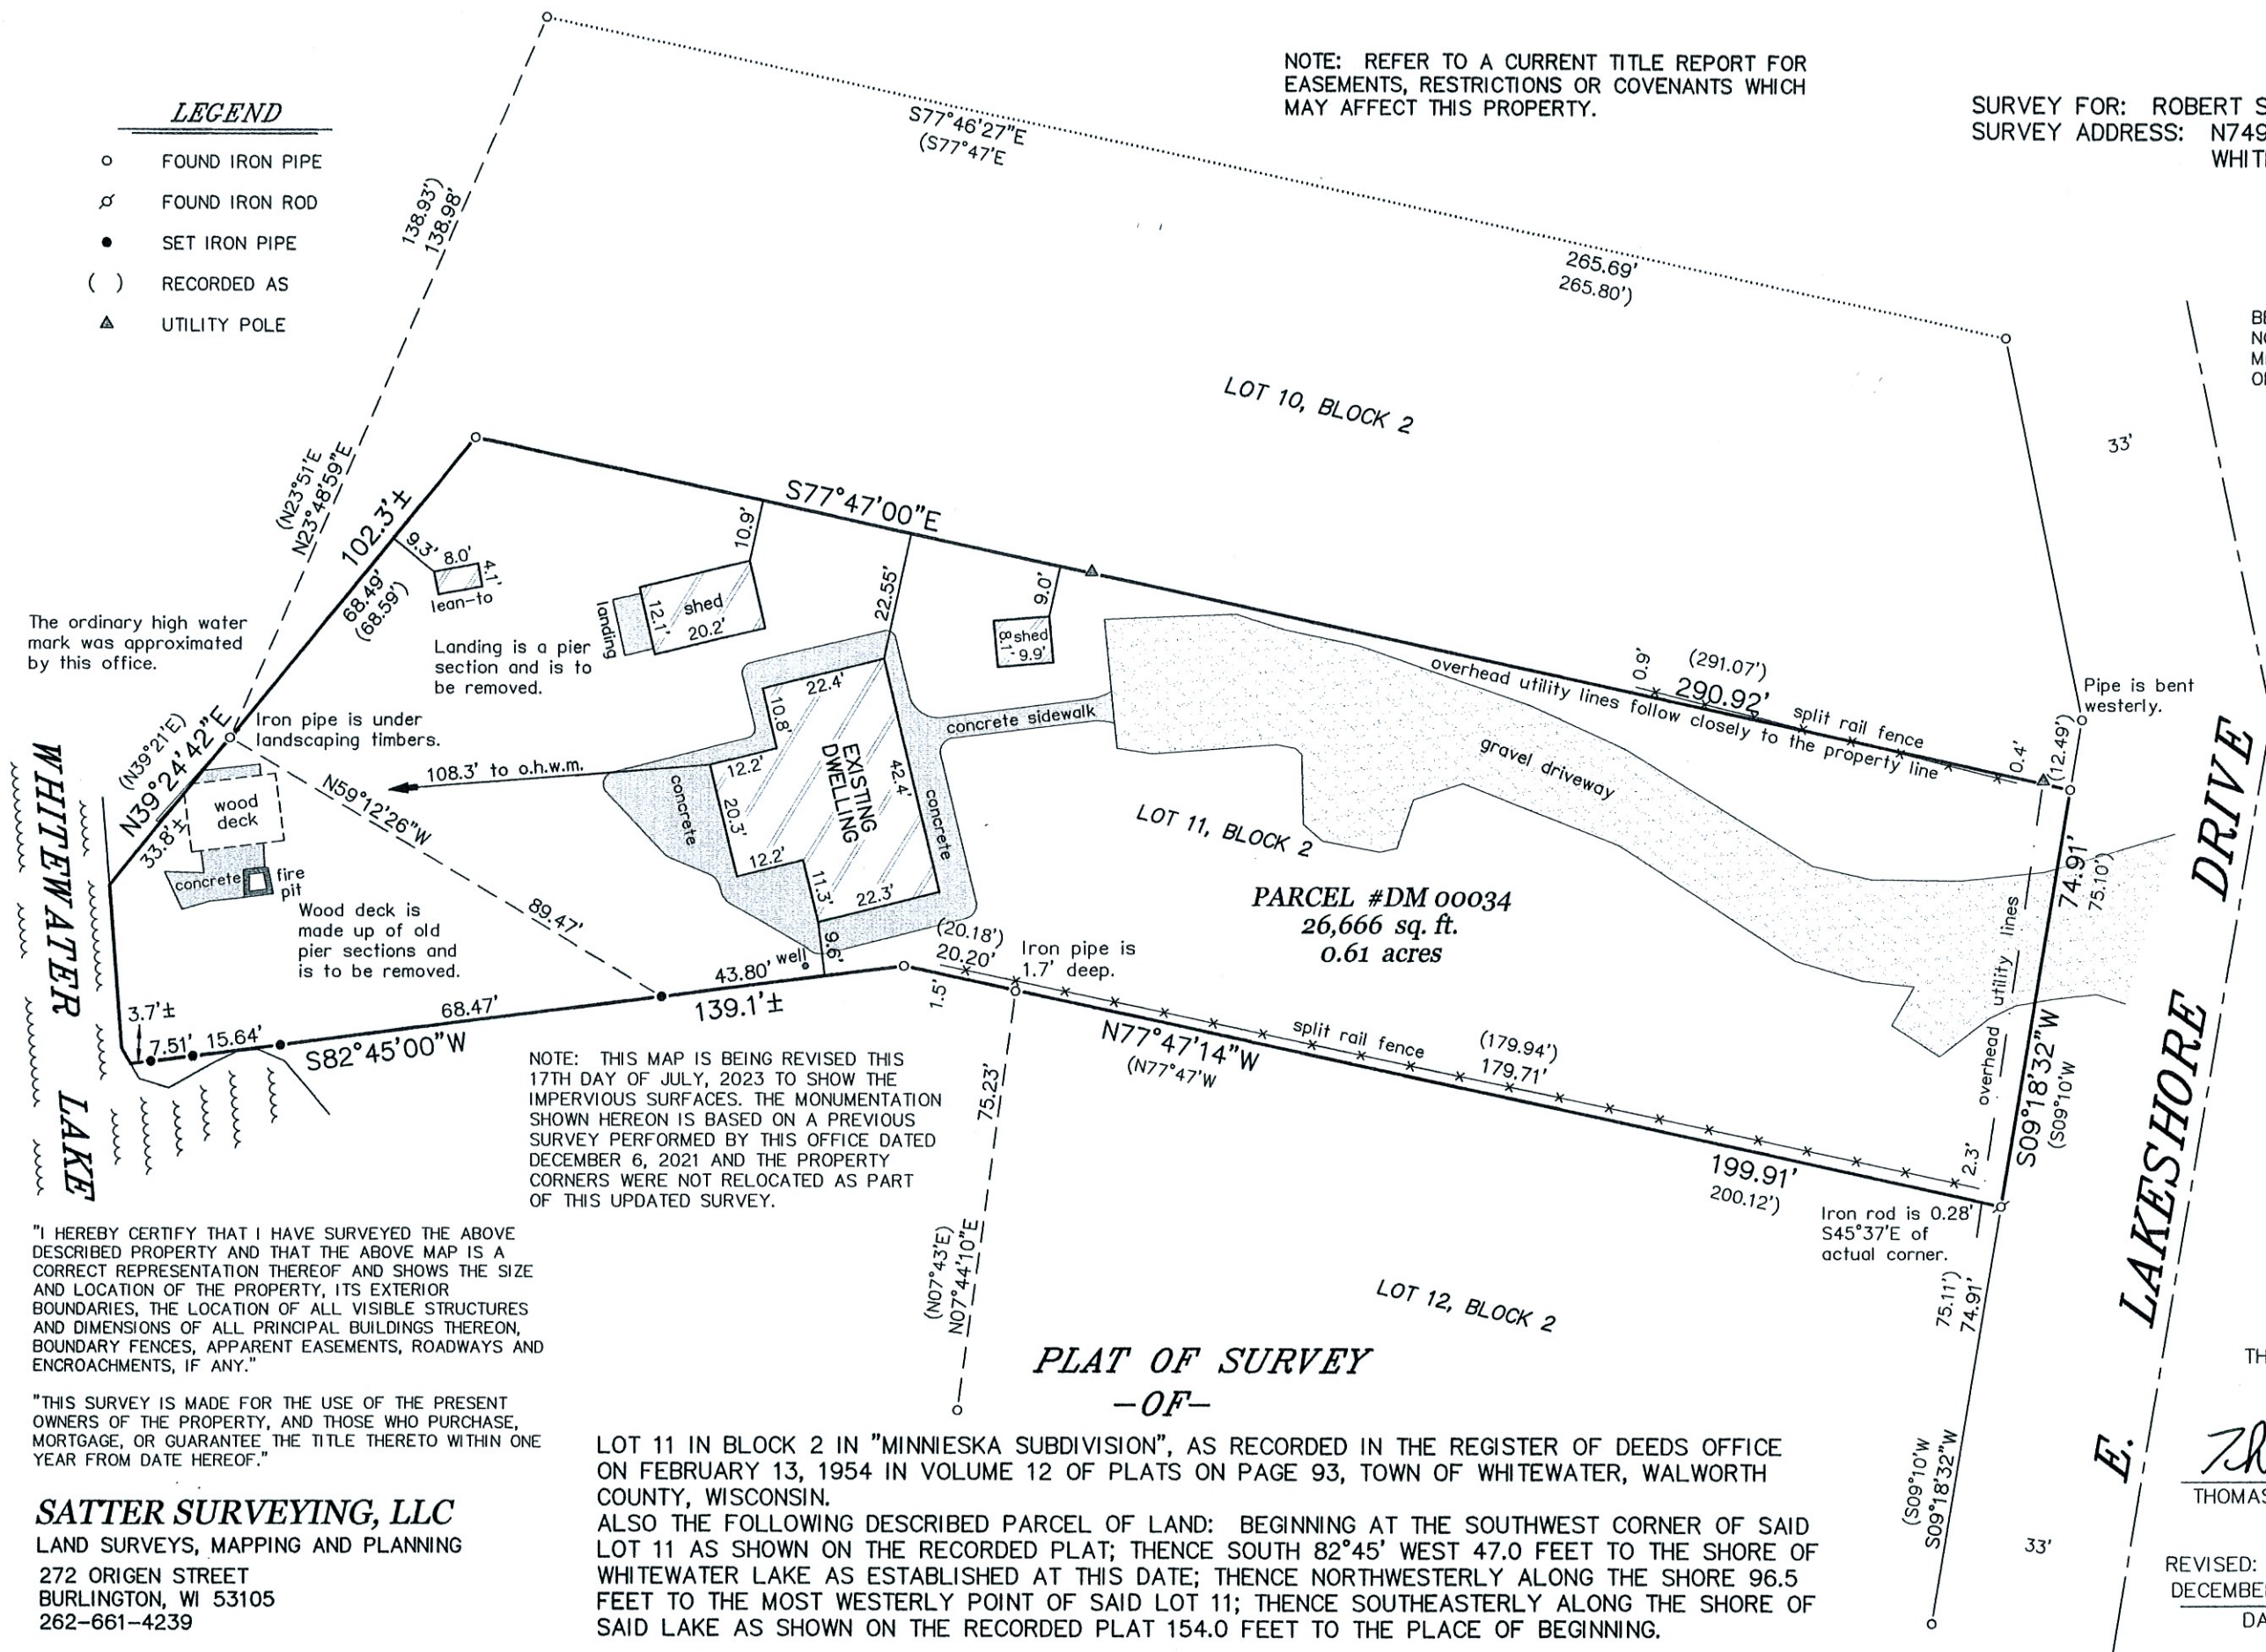 NOTE: REFER TO A CURRENT TITLE REPORT FOR
EASEMENTS, RESTRICTIONS OR COVENANTS WHICH
MAY AFFECT THIS PROPERTY.
SURVEY FOR: ROBERT S
SURVEY ADDRESS: N749
WHIT
LEGEND
FOUND IRON PIPE
FOUND IRON ROD
SET IRON PIPE
( ) RECORDED AS
UTILITY POLE
S77°46'27"E
(S77°47'E
265.69'
265.80')
138.93')
138.98'
(N23°51'E
N23°48'59"E
LOT 10, BLOCK 2
33'
102.3'±
68.49'
(68.59')
S77°47'00"E
10.9'
22.55'
9.0'
9.3'
8.0'
4.1'
lean-to
landing
shed
12.1'
20.2'
shed
8.1'
9.9'
The ordinary high water
mark was approximated
by this office.
Landing is a pier
section and is to
be removed.
overhead utility lines follow closely to the property line
0.9'
(291.07')
290.92'
split rail fence
0.4'
(12.49')
Pipe is bent
westerly.
(N39°21'E)
N39°24'42"E
33.8'±
Iron pipe is under
landscaping timbers.
wood
deck
concrete
fire
pit
Wood deck is
made up of old
pier sections and
is to be removed.
N59°12'26"W
89.47'
108.3' to o.h.w.m.
22.4'
10.8'
12.2'
20.3'
12.2'
11.3'
22.3'
42.4'
EXISTING
DWELLING
concrete
concrete
concrete sidewalk
gravel driveway
LOT 11, BLOCK 2
PARCEL #DM 00034
26,666 sq. ft.
0.61 acres
74.91'
75.10')
S09°18'32"W
(S09°10'W
overhead utility lines
E. LAKESHORE DRIVE
WHITEWATER LAKE
3.7'±
7.51'
15.64'
68.47'
S82°45'00"W
43.80'
well
9.6'
139.1'±
(20.18')
20.20'
1.5'
Iron pipe is
1.7' deep.
N77°47'14"W
(N77°47'W
split rail fence
(179.94')
179.71'
199.91'
200.12')
2.3'
Iron rod is 0.28'
S45°37'E of
actual corner.
75.23'
(N07°43'E)
N07°44'10"E
LOT 12, BLOCK 2
75.11')
74.91'
(S09°10'W
S09°18'32"W
33'
NOTE: THIS MAP IS BEING REVISED THIS
17TH DAY OF JULY, 2023 TO SHOW THE
IMPERVIOUS SURFACES. THE MONUMENTATION
SHOWN HEREON IS BASED ON A PREVIOUS
SURVEY PERFORMED BY THIS OFFICE DATED
DECEMBER 6, 2021 AND THE PROPERTY
CORNERS WERE NOT RELOCATED AS PART
OF THIS UPDATED SURVEY.
"I HEREBY CERTIFY THAT I HAVE SURVEYED THE ABOVE
DESCRIBED PROPERTY AND THAT THE ABOVE MAP IS A
CORRECT REPRESENTATION THEREOF AND SHOWS THE SIZE
AND LOCATION OF THE PROPERTY, ITS EXTERIOR
BOUNDARIES, THE LOCATION OF ALL VISIBLE STRUCTURES
AND DIMENSIONS OF ALL PRINCIPAL BUILDINGS THEREON,
BOUNDARY FENCES, APPARENT EASEMENTS, ROADWAYS AND
ENCROACHMENTS, IF ANY."
"THIS SURVEY IS MADE FOR THE USE OF THE PRESENT
OWNERS OF THE PROPERTY, AND THOSE WHO PURCHASE,
MORTGAGE, OR GUARANTEE THE TITLE THERETO WITHIN ONE
YEAR FROM DATE HEREOF."
SATTER SURVEYING, LLC
LAND SURVEYS, MAPPING AND PLANNING
272 ORIGEN STREET
BURLINGTON, WI 53105
262-661-4239
PLAT OF SURVEY
-OF-
LOT 11 IN BLOCK 2 IN "MINNIESKA SUBDIVISION", AS RECORDED IN THE REGISTER OF DEEDS OFFICE
ON FEBRUARY 13, 1954 IN VOLUME 12 OF PLATS ON PAGE 93, TOWN OF WHITEWATER, WALWORTH
COUNTY, WISCONSIN.
ALSO THE FOLLOWING DESCRIBED PARCEL OF LAND: BEGINNING AT THE SOUTHWEST CORNER OF SAID
LOT 11 AS SHOWN ON THE RECORDED PLAT; THENCE SOUTH 82°45' WEST 47.0 FEET TO THE SHORE OF
WHITEWATER LAKE AS ESTABLISHED AT THIS DATE; THENCE NORTHWESTERLY ALONG THE SHORE 96.5
FEET TO THE MOST WESTERLY POINT OF SAID LOT 11; THENCE SOUTHEASTERLY ALONG THE SHORE OF
SAID LAKE AS SHOWN ON THE RECORDED PLAT 154.0 FEET TO THE PLACE OF BEGINNING.
TH
THOMAS
REVISED:
DECEMBE
DA